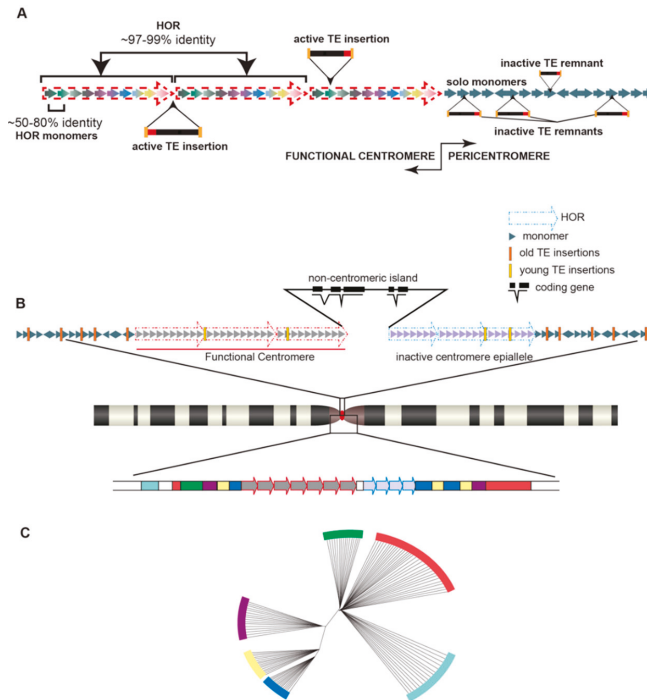 A
HOR
~97-99% identity
active TE insertion
inactive TE remnant
solo monomers
~50-80% identity
HOR monomers
active TE insertion
inactive TE remnants
FUNCTIONAL CENTROMERE
PERICENTROMERE
HOR
monomer
old TE insertions
young TE insertions
coding gene
non-centromeric island
B
Functional Centromere
inactive centromere epiallele
C